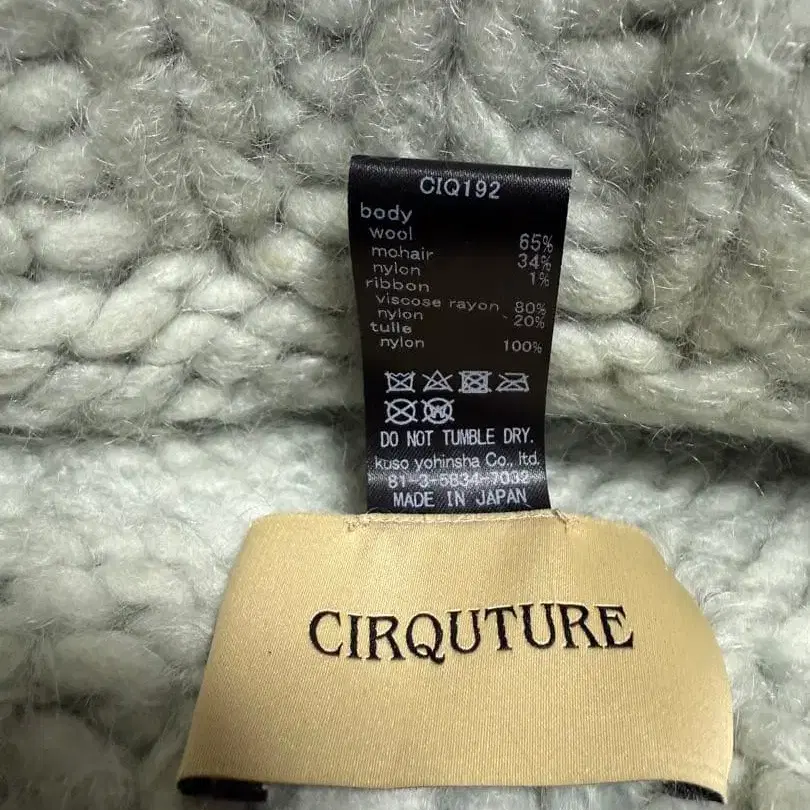 CIQ192
body
wool 65%
mohair 34%
nylon 1%
ribbon
viscose rayon 80%
nylon 20%
tulle
nylon 100%
DO NOT TUMBLE DRY.
kuso yohinsha Co., ltd.
81-3-5834-7032
MADE IN JAPAN
CIRQUTURE